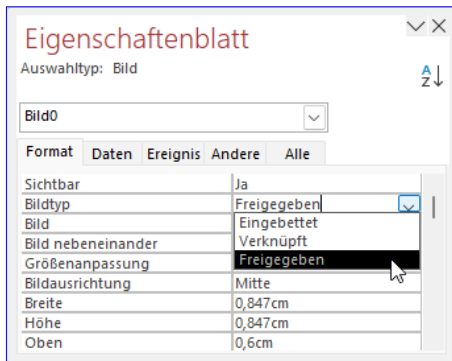 Eigenschaftenblatt
Auswahltyp: Bild
A
Z
Bild0
Format Daten Ereignis Andere Alle
Sichtbar Ja
Bildtyp Freigegeben
Bild Eingebettet
Bild nebeneinander Verknüpft
Größenanpassung Freigegeben
Bildausrichtung Mitte
Breite 0,847cm
Höhe 0,847cm
Oben 0,6cm